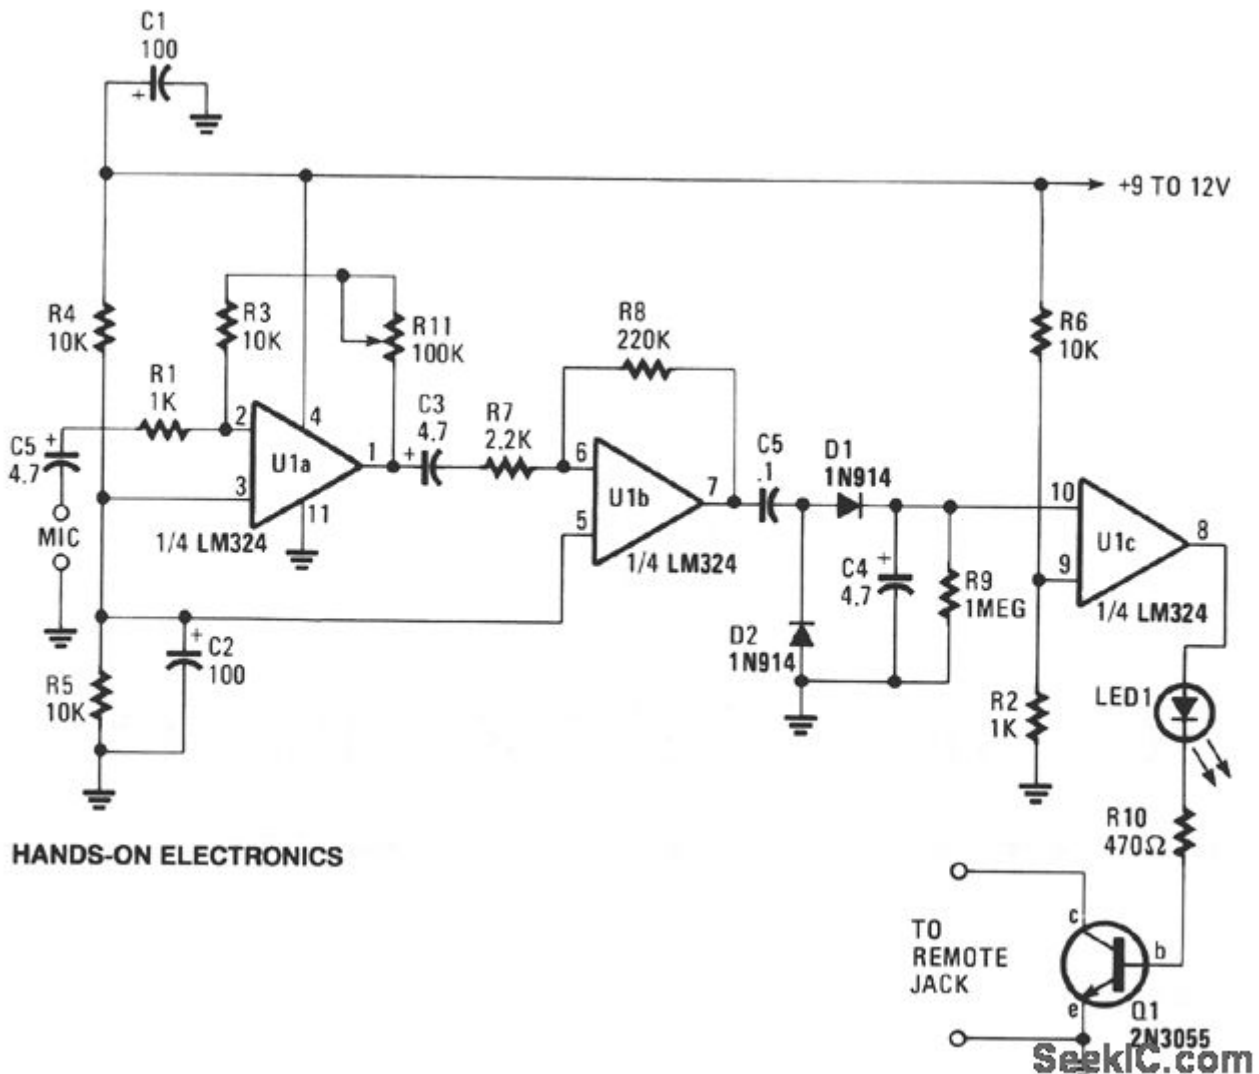 C1
100
+
+9 TO 12V
R4
10K
R3
10K
R11
100K
R8
220K
R6
10K
R1
1K
2
4
C3
4.7
+
R7
2.2K
C5
4.7
+
U1a
1
3
11
MIC
1/4 LM324
6
U1b
7
5
1/4 LM324
C5
.1
D1
1N914
10
U1c
8
9
1/4 LM324
C4
4.7
+
R9
1MEG
D2
1N914
+
C2
100
R5
10K
R2
1K
LED1
HANDS-ON ELECTRONICS
R10
470Ω
TO
REMOTE
JACK
c
b
e
Q1
2N3055
SeekIC.com